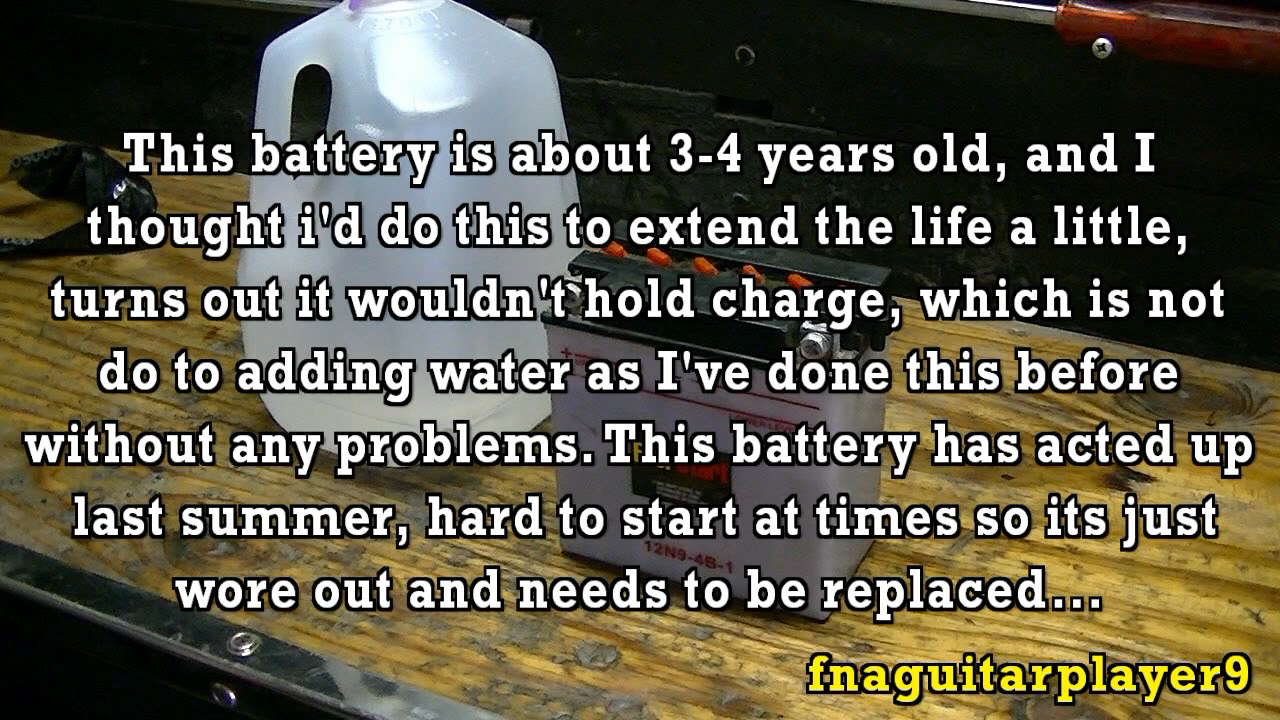 This battery is about 3-4 years old, and I
thought i'd do this to extend the life a little,
turns out it wouldn't hold charge, which is not
do to adding water as I've done this before
without any problems. This battery has acted up
last summer, hard to start at times so its just
wore out and needs to be replaced...
12N9-4B-1
fnaguitarplayer9